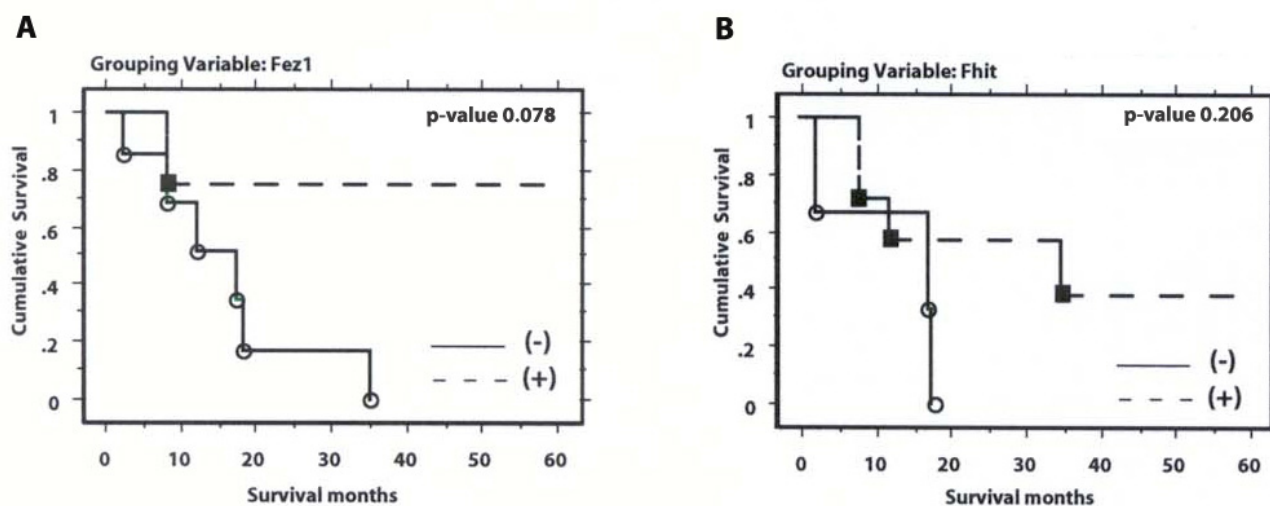 A
Grouping Variable: Fez1
p-value 0.078
Cumulative Survival
1
.8
.6
.4
.2
0
(-)
(+)
0 10 20 30 40 50 60
Survival months
B
Grouping Variable: Fhit
p-value 0.206
Cumulative Survival
1
.8
.6
.4
.2
0
(-)
(+)
0 10 20 30 40 50 60
Survival months